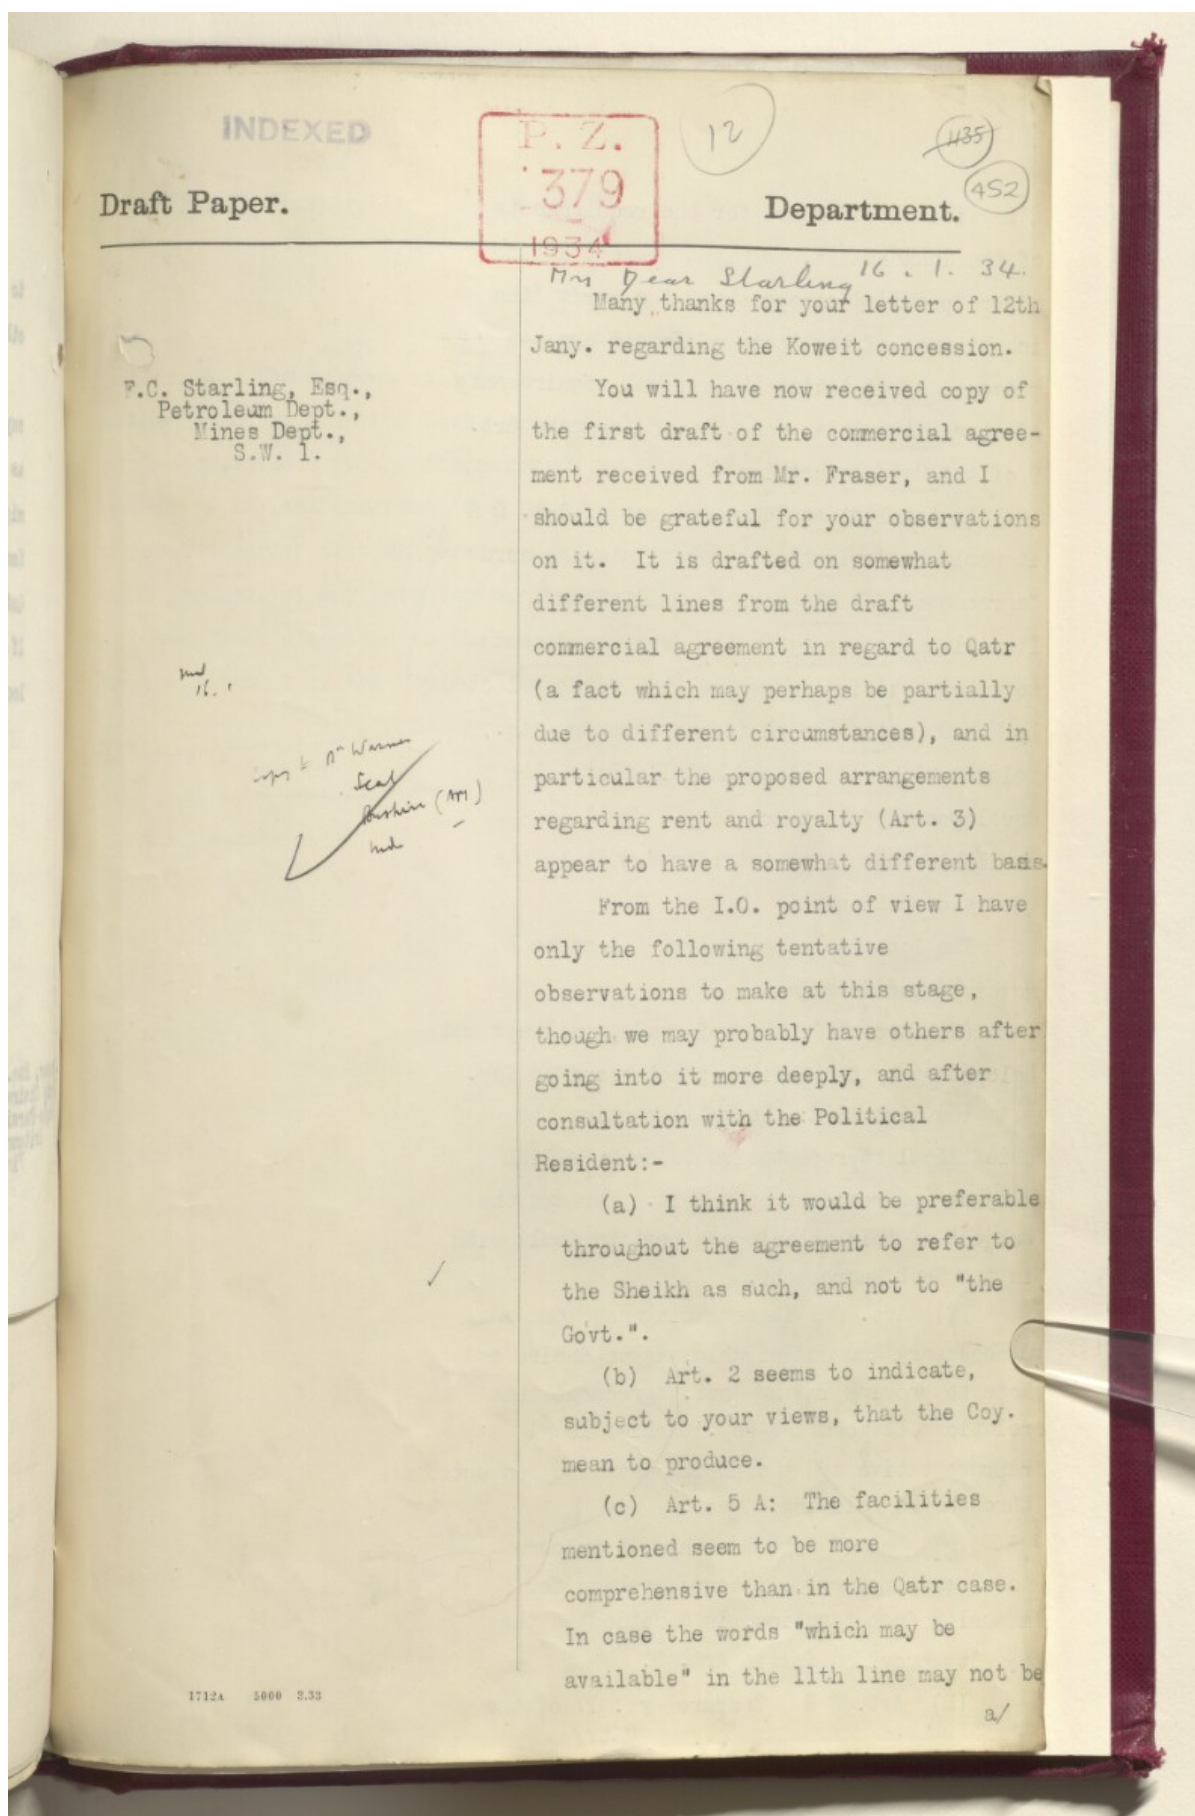 INDEXED
P. Z.
379
1934
12
435
452
Draft Paper.
Department.
16. 1. 34.
My Dear Starling
F.C. Starling, Esq.,
Petroleum Dept.,
Mines Dept.,
S.W. 1.
16. 1
Copy to Mr Warner
Seal
Bushire (AM)
Many thanks for your letter of 12th
Jany. regarding the Koweit concession.
You will have now received copy of
the first draft of the commercial agree-
ment received from Mr. Fraser, and I
should be grateful for your observations
on it. It is drafted on somewhat
different lines from the draft
commercial agreement in regard to Qatr
(a fact which may perhaps be partially
due to different circumstances), and in
particular the proposed arrangements
regarding rent and royalty (Art. 3)
appear to have a somewhat different basis.
From the I.O. point of view I have
only the following tentative
observations to make at this stage,
though we may probably have others after
going into it more deeply, and after
consultation with the Political
Resident:-
(a) I think it would be preferable
throughout the agreement to refer to
the Sheikh as such, and not to "the
Govt.".
(b) Art. 2 seems to indicate,
subject to your views, that the Coy.
mean to produce.
(c) Art. 5 A: The facilities
mentioned seem to be more
comprehensive than in the Qatr case.
In case the words "which may be
available" in the 11th line may not be
a/
1712A 5000 3.33